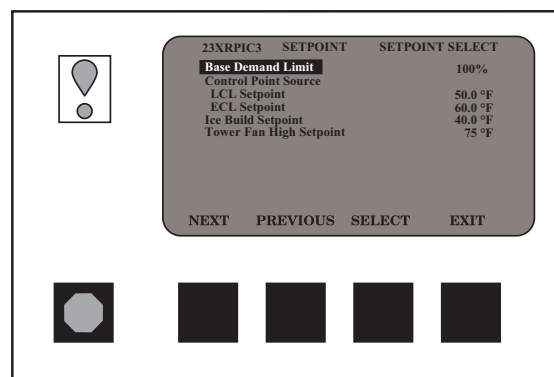 23XRPIC3 SETPOINT SETPOINT SELECT
Base Demand Limit 100%
Control Point Source
LCL Setpoint 50.0 °F
ECL Setpoint 60.0 °F
Ice Build Setpoint 40.0 °F
Tower Fan High Setpoint 75 °F
NEXT PREVIOUS SELECT EXIT